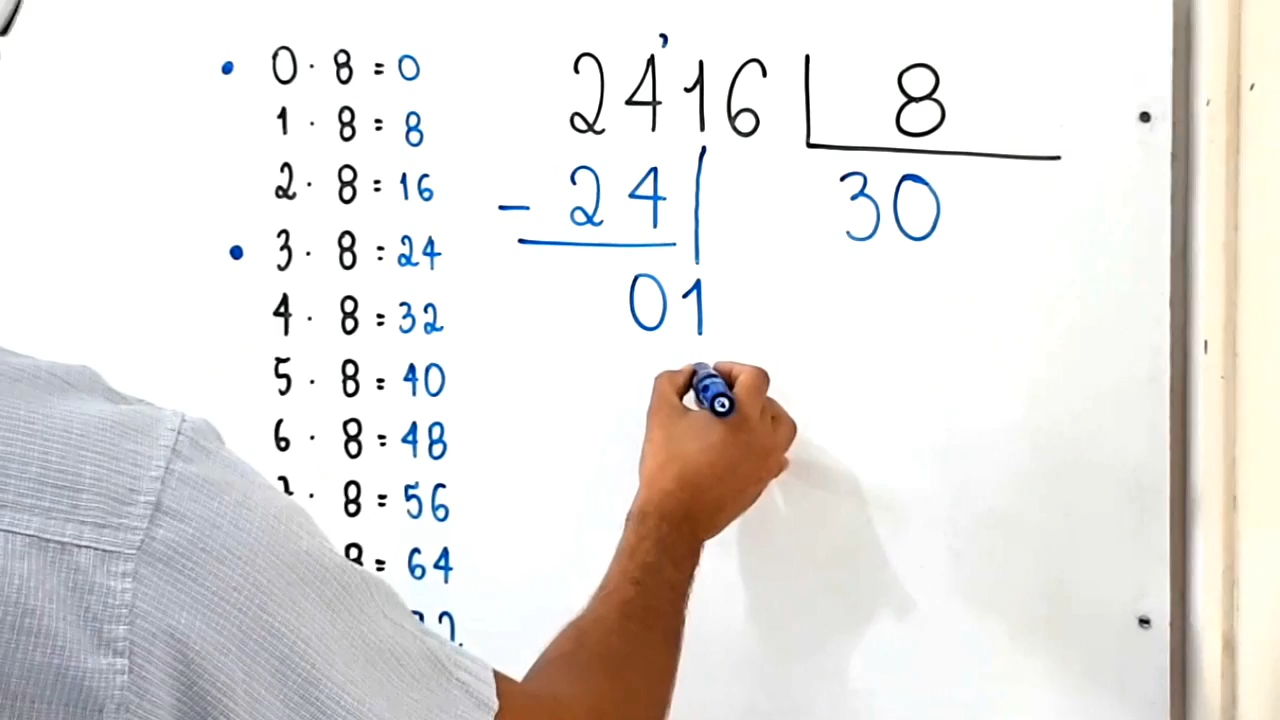 0 · 8 = 0
1 · 8 = 8
2 · 8 = 16
3 · 8 = 24
4 · 8 = 32
5 · 8 = 40
6 · 8 = 48
· 8 = 56
8 = 64
2416 8
- 24 30
01